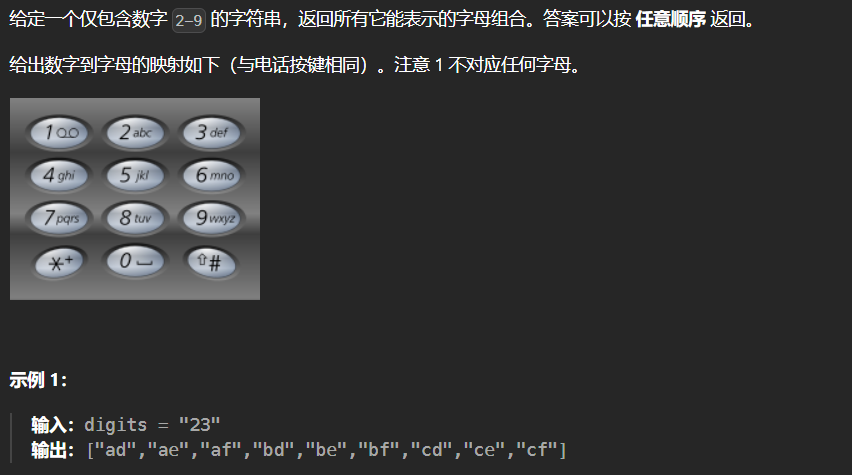 给定一个仅包含数字 2-9 的字符串，返回所有它能表示的字母组合。答案可以按 任意顺序 返回。
给出数字到字母的映射如下（与电话按键相同）。注意 1 不对应任何字母。
1 2 abc 3 def
4 ghi 5 jkl 6 mno
7 pqrs 8 tuv 9 wxyz
*+ 0 #
示例 1：
输入：digits = "23"
输出：["ad","ae","af","bd","be","bf","cd","ce","cf"]